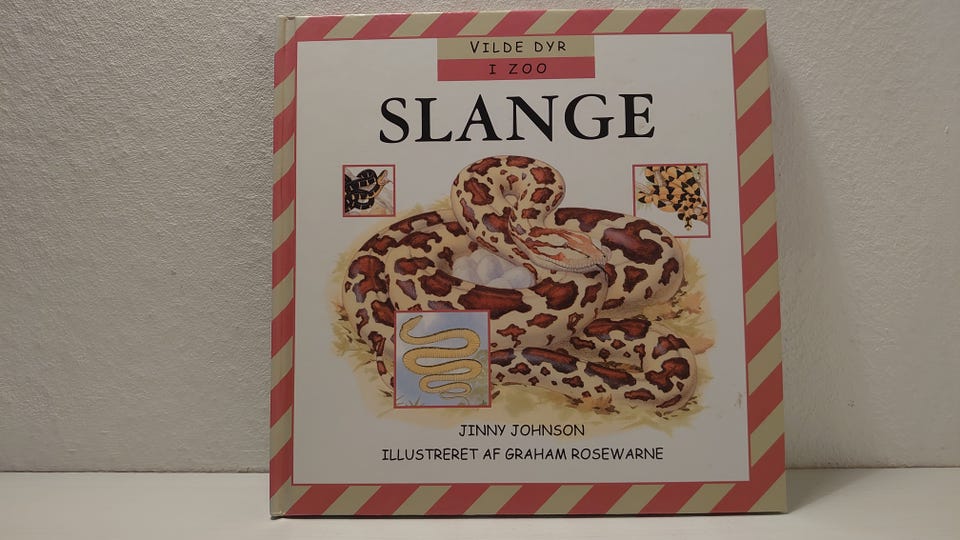 VILDE DYR
I ZOO
SLANGE
JINNY JOHNSON
ILLUSTRERET AF GRAHAM ROSEWARNE